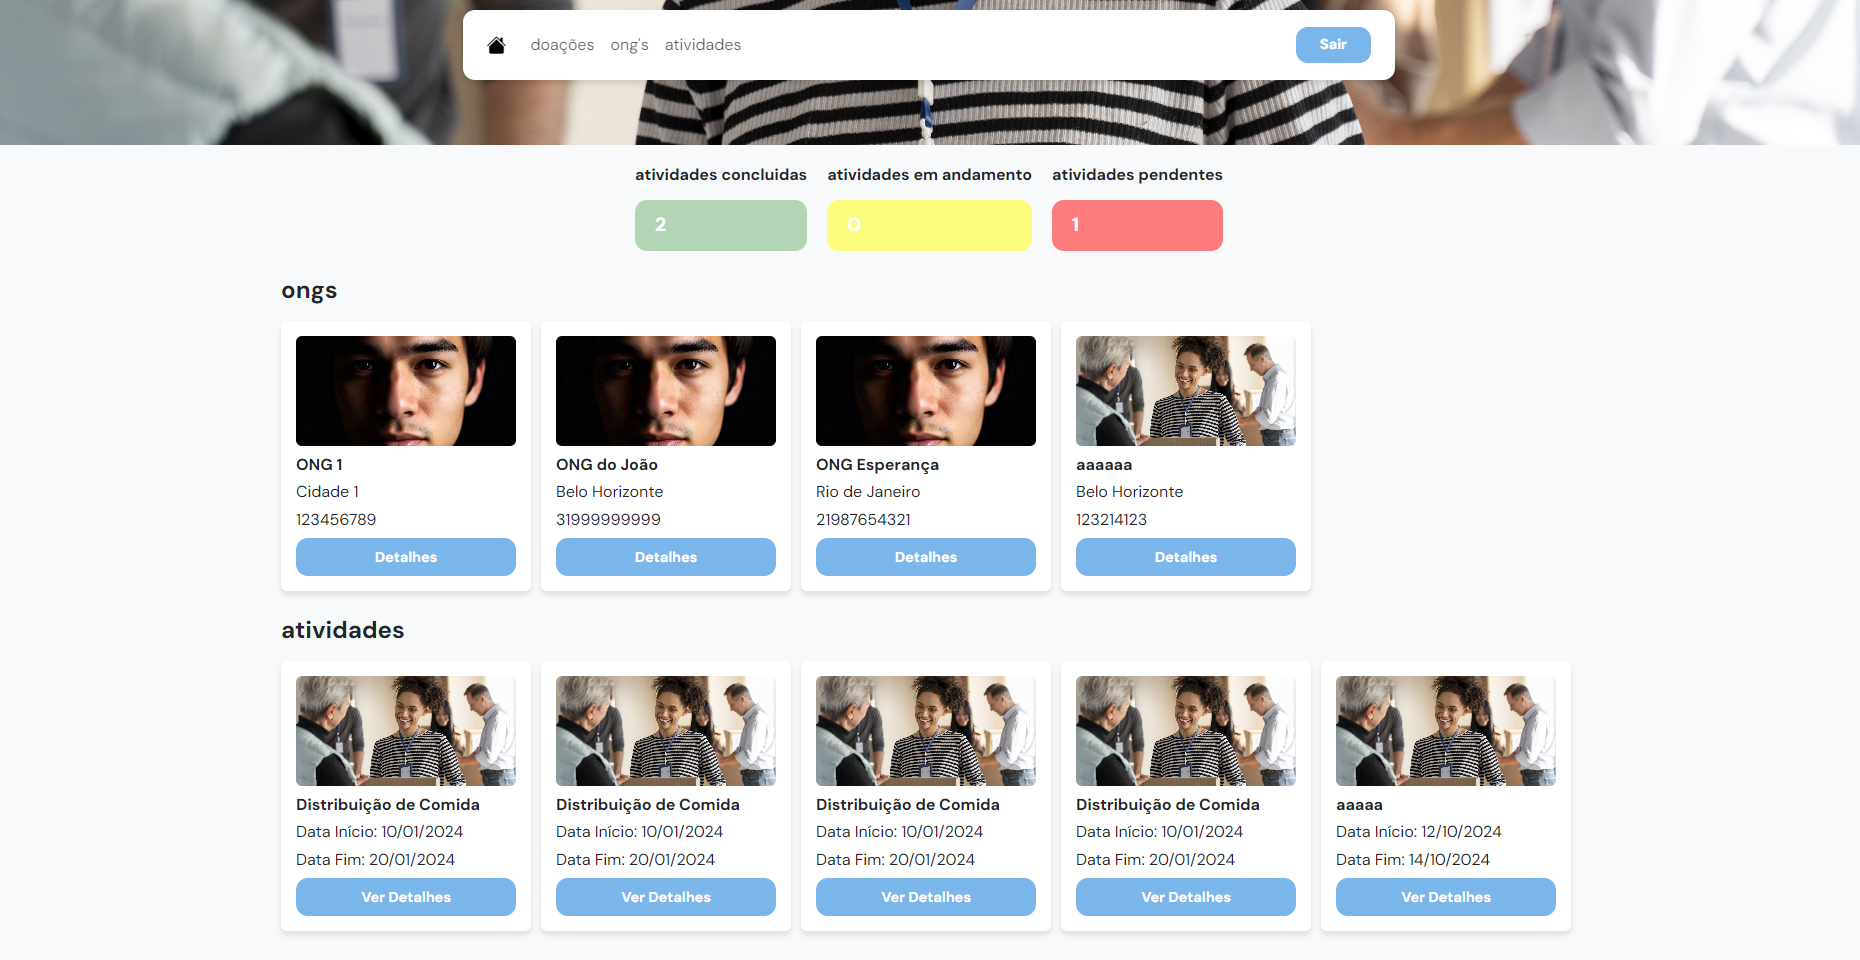 doações ong's atividades Sair
atividades concluidas atividades em andamento atividades pendentes
2 0 1
ongs
ONG 1
Cidade 1
123456789
Detalhes
ONG do João
Belo Horizonte
31999999999
Detalhes
ONG Esperança
Rio de Janeiro
21987654321
Detalhes
aaaaaa
Belo Horizonte
123214123
Detalhes
atividades
Distribuição de Comida
Data Início: 10/01/2024
Data Fim: 20/01/2024
Ver Detalhes
Distribuição de Comida
Data Início: 10/01/2024
Data Fim: 20/01/2024
Ver Detalhes
Distribuição de Comida
Data Início: 10/01/2024
Data Fim: 20/01/2024
Ver Detalhes
Distribuição de Comida
Data Início: 10/01/2024
Data Fim: 20/01/2024
Ver Detalhes
aaaaa
Data Início: 12/10/2024
Data Fim: 14/10/2024
Ver Detalhes